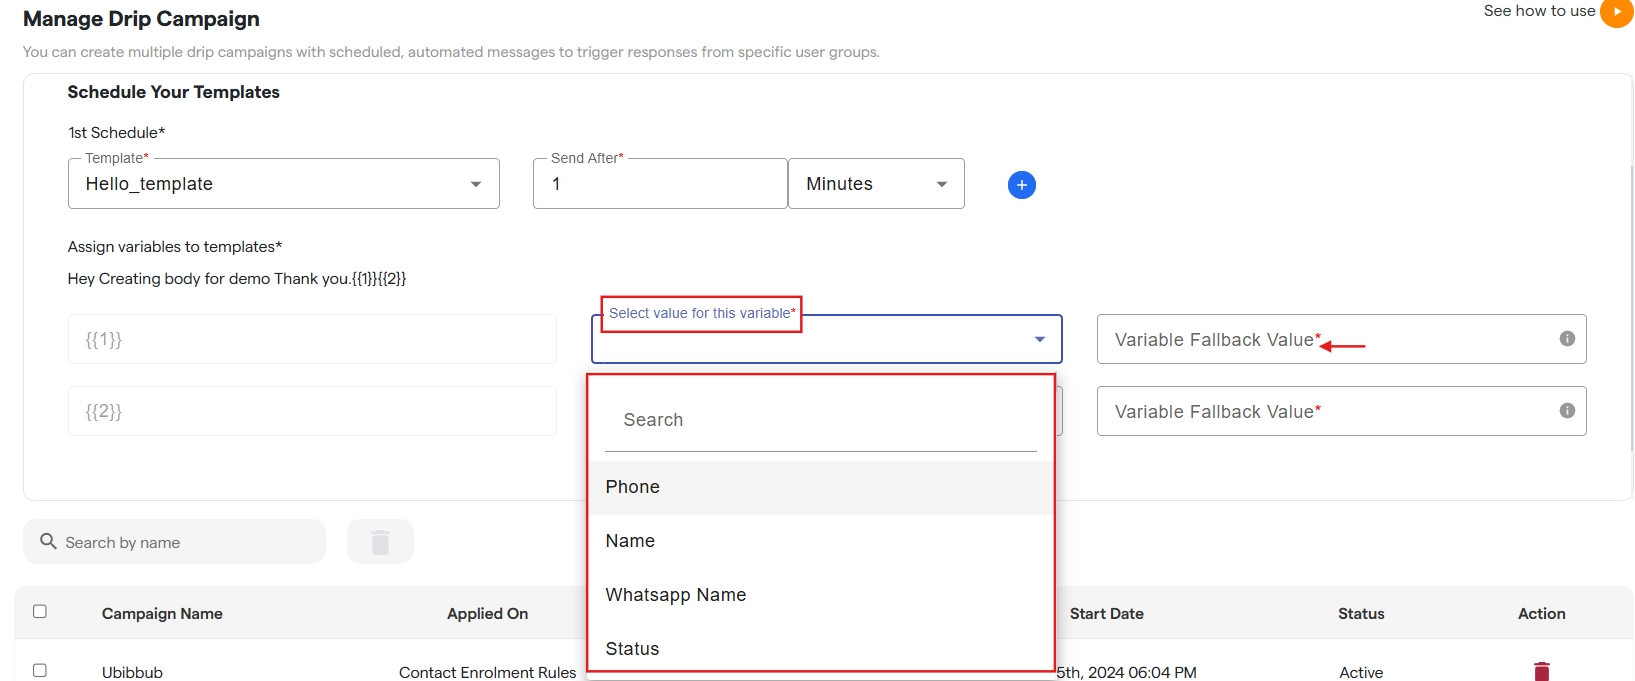 Manage Drip Campaign
See how to use
You can create multiple drip campaigns with scheduled, automated messages to trigger responses from specific user groups.
Schedule Your Templates
1st Schedule*
Template*
Send After*
Hello_template
1
Minutes
Assign variables to templates*
Hey Creating body for demo Thank you.{{1}}{{2}}
Select value for this variable*
{{1}}
Variable Fallback Value*
{{2}}
Variable Fallback Value*
Search
Phone
Name
Whatsapp Name
Status
Search by name
Campaign Name
Applied On
Start Date
Status
Action
Ubibbub
Contact Enrolment Rules
5th, 2024 06:04 PM
Active